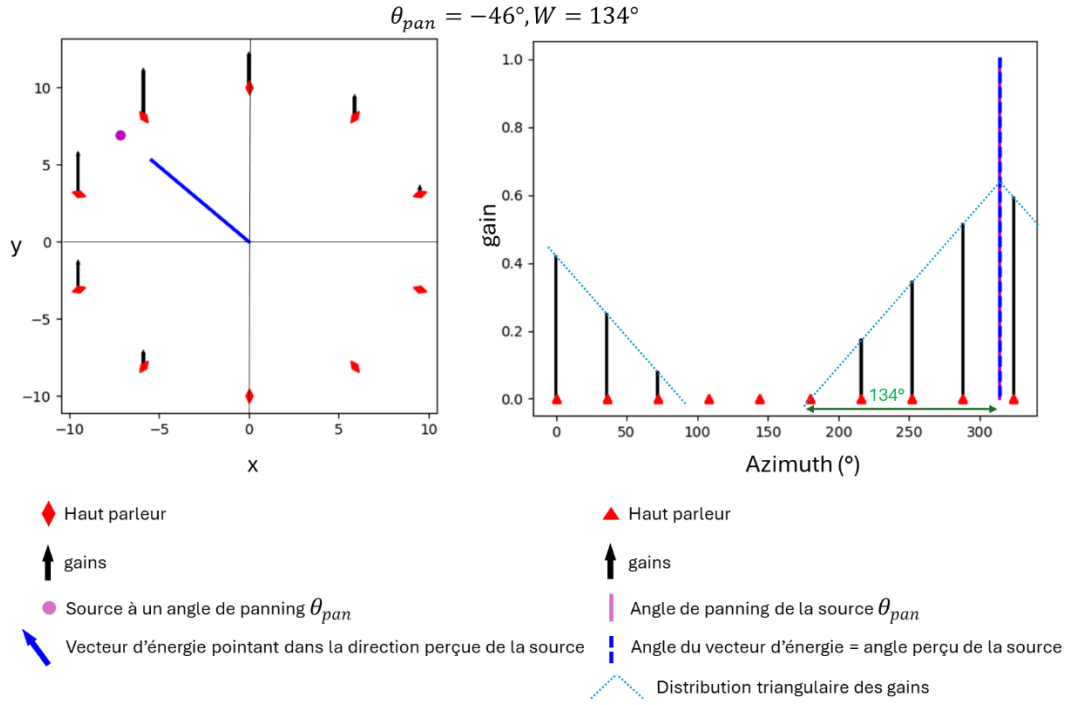 θpan = −46°, W = 134°
10
5
0
−5
−10
y
−10
−5
0
5
10
x
1.0
0.8
0.6
0.4
0.2
0.0
gain
134°
0
50
100
150
200
250
300
Azimuth (°)
Haut parleur
gains
Source à un angle de panning θpan
Vecteur d’énergie pointant dans la direction perçue de la source
Haut parleur
gains
Angle de panning de la source θpan
Angle du vecteur d’énergie = angle perçu de la source
Distribution triangulaire des gains